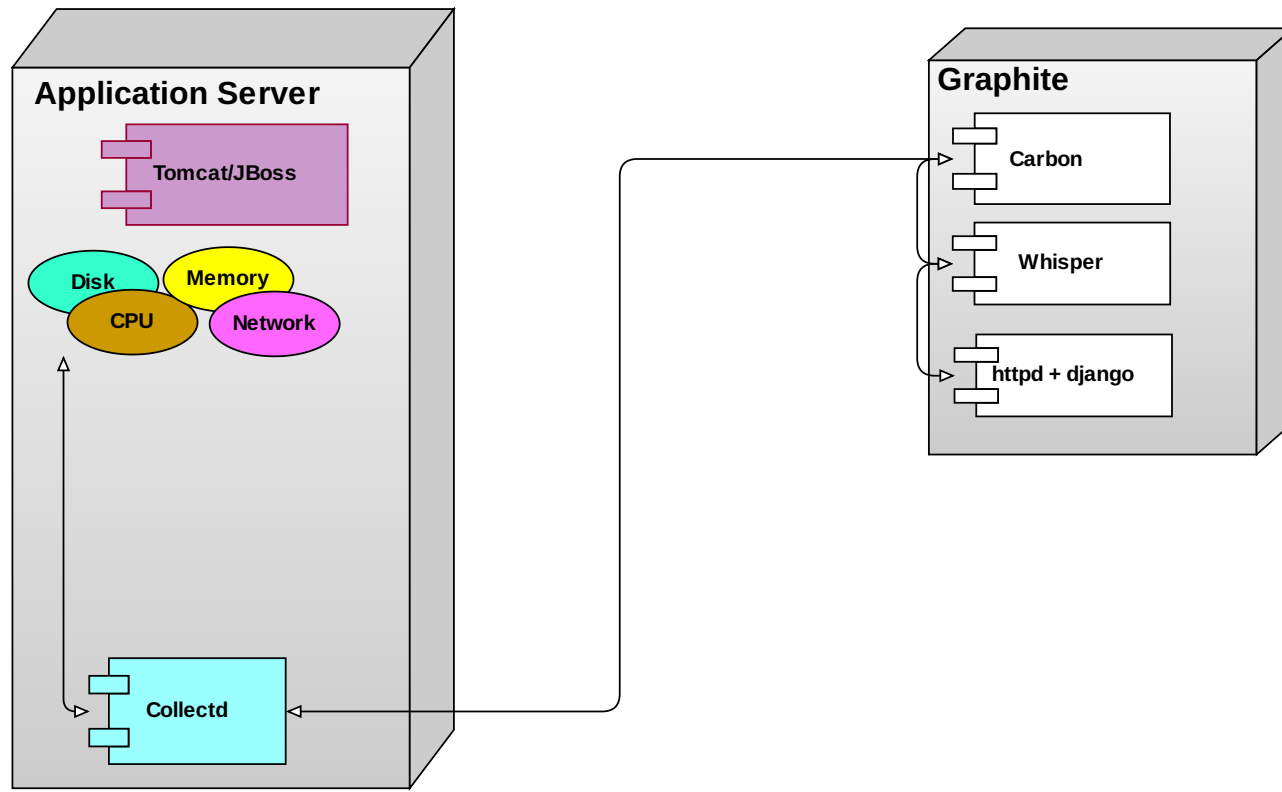 Application Server
Tomcat/JBoss
Disk
Memory
CPU
Network
Collectd
Graphite
Carbon
Whisper
httpd + django